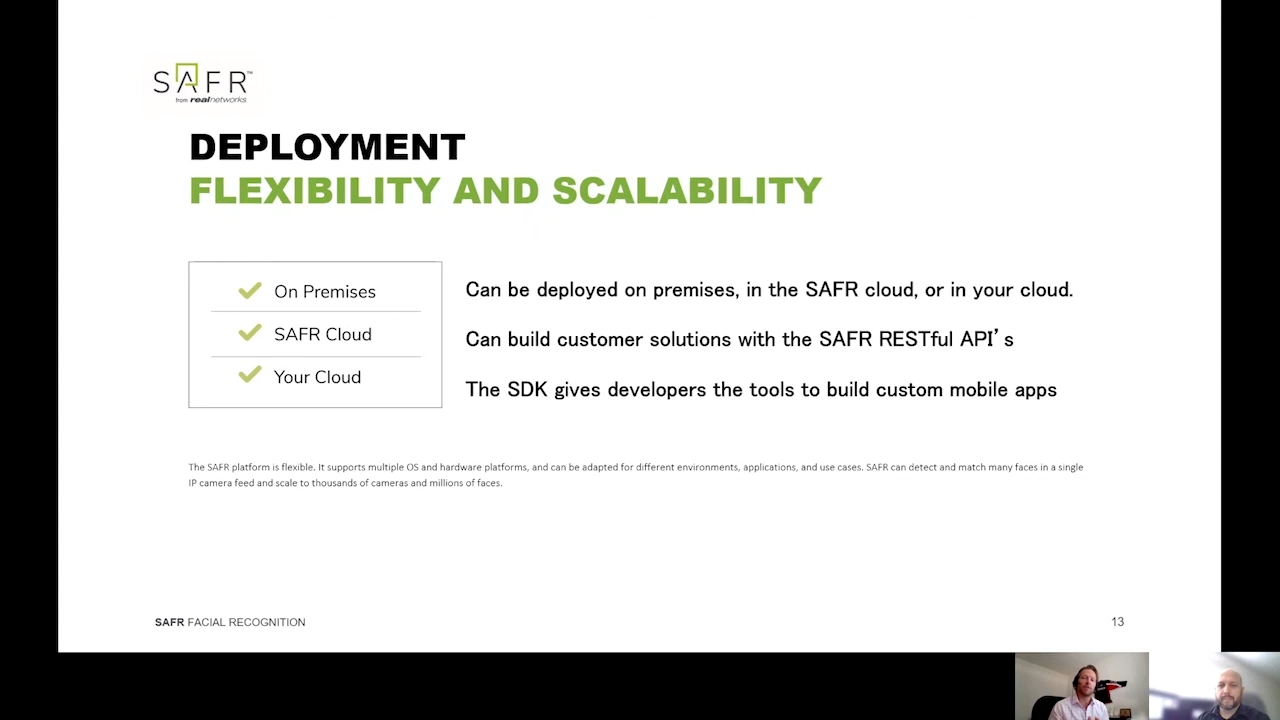 SAFR™
from realnetworks
DEPLOYMENT
FLEXIBILITY AND SCALABILITY
On Premises
SAFR Cloud
Your Cloud
Can be deployed on premises, in the SAFR cloud, or in your cloud.
Can build customer solutions with the SAFR RESTful API’s
The SDK gives developers the tools to build custom mobile apps
The SAFR platform is flexible. It supports multiple OS and hardware platforms, and can be adapted for different environments, applications, and use cases. SAFR can detect and match many faces in a single
IP camera feed and scale to thousands of cameras and millions of faces.
SAFR FACIAL RECOGNITION
13